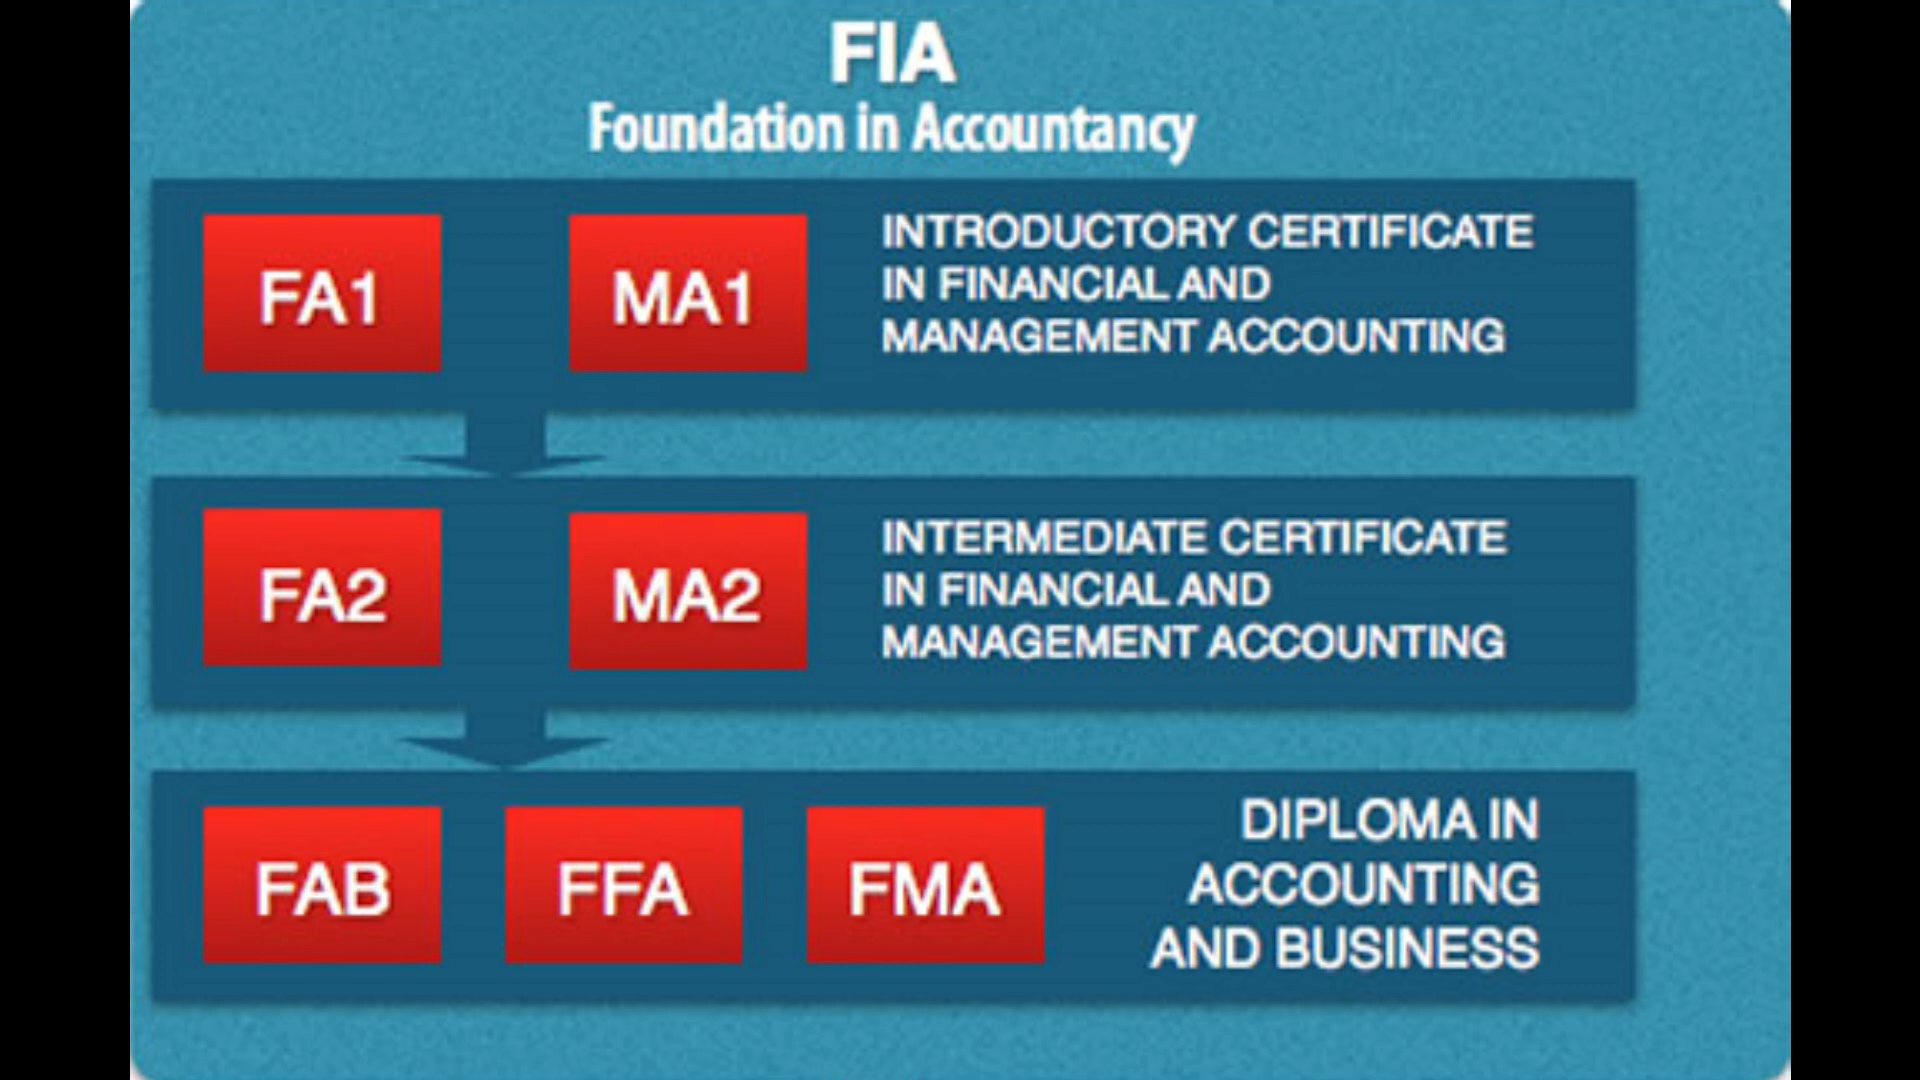 FIA
Foundation in Accountancy
FA1
MA1
INTRODUCTORY CERTIFICATE
IN FINANCIAL AND
MANAGEMENT ACCOUNTING
FA2
MA2
INTERMEDIATE CERTIFICATE
IN FINANCIAL AND
MANAGEMENT ACCOUNTING
FAB
FFA
FMA
DIPLOMA IN
ACCOUNTING
AND BUSINESS